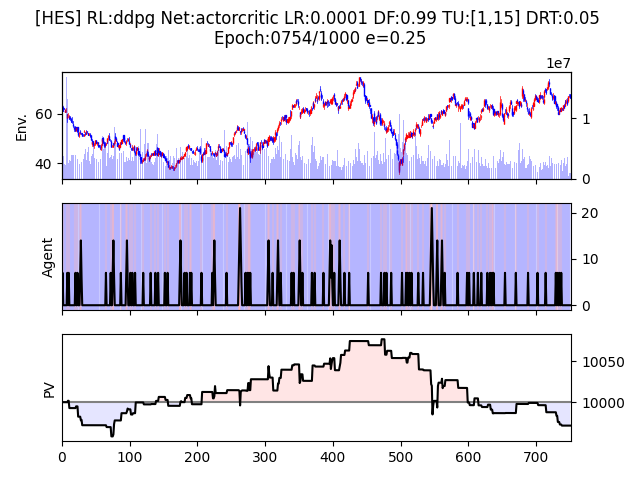 [HES] RL:ddpg Net:actorcritic LR:0.0001 DF:0.99 TU:[1,15] DRT:0.05
Epoch:0754/1000 e=0.25
1e7
Env.
60
40
1
0
Agent
20
10
0
PV
10050
10000
0 100 200 300 400 500 600 700